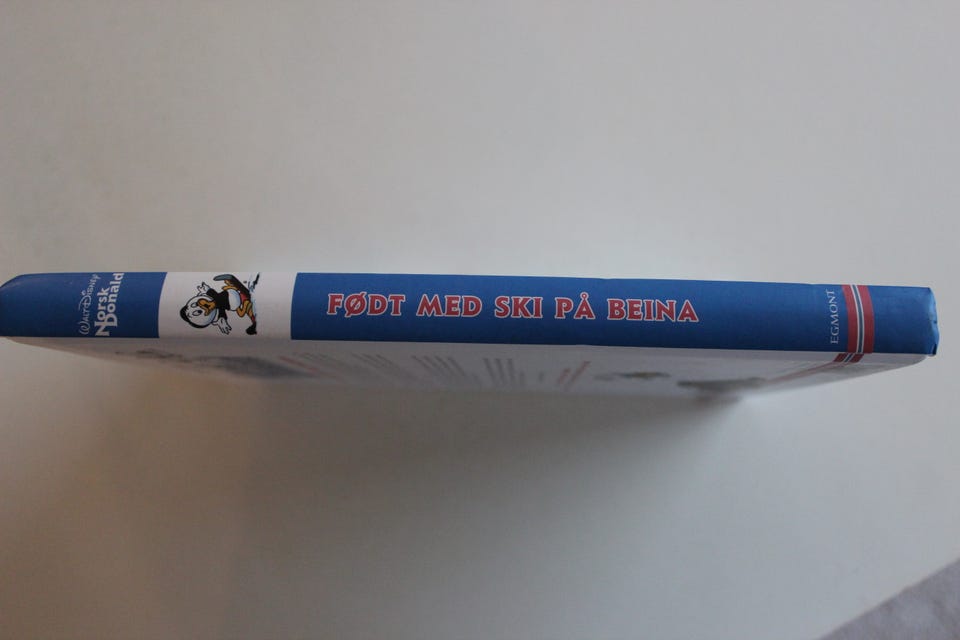 Walt Disney
Norsk
Donald
FØDT MED SKI PÅ BEINA
EGMONT